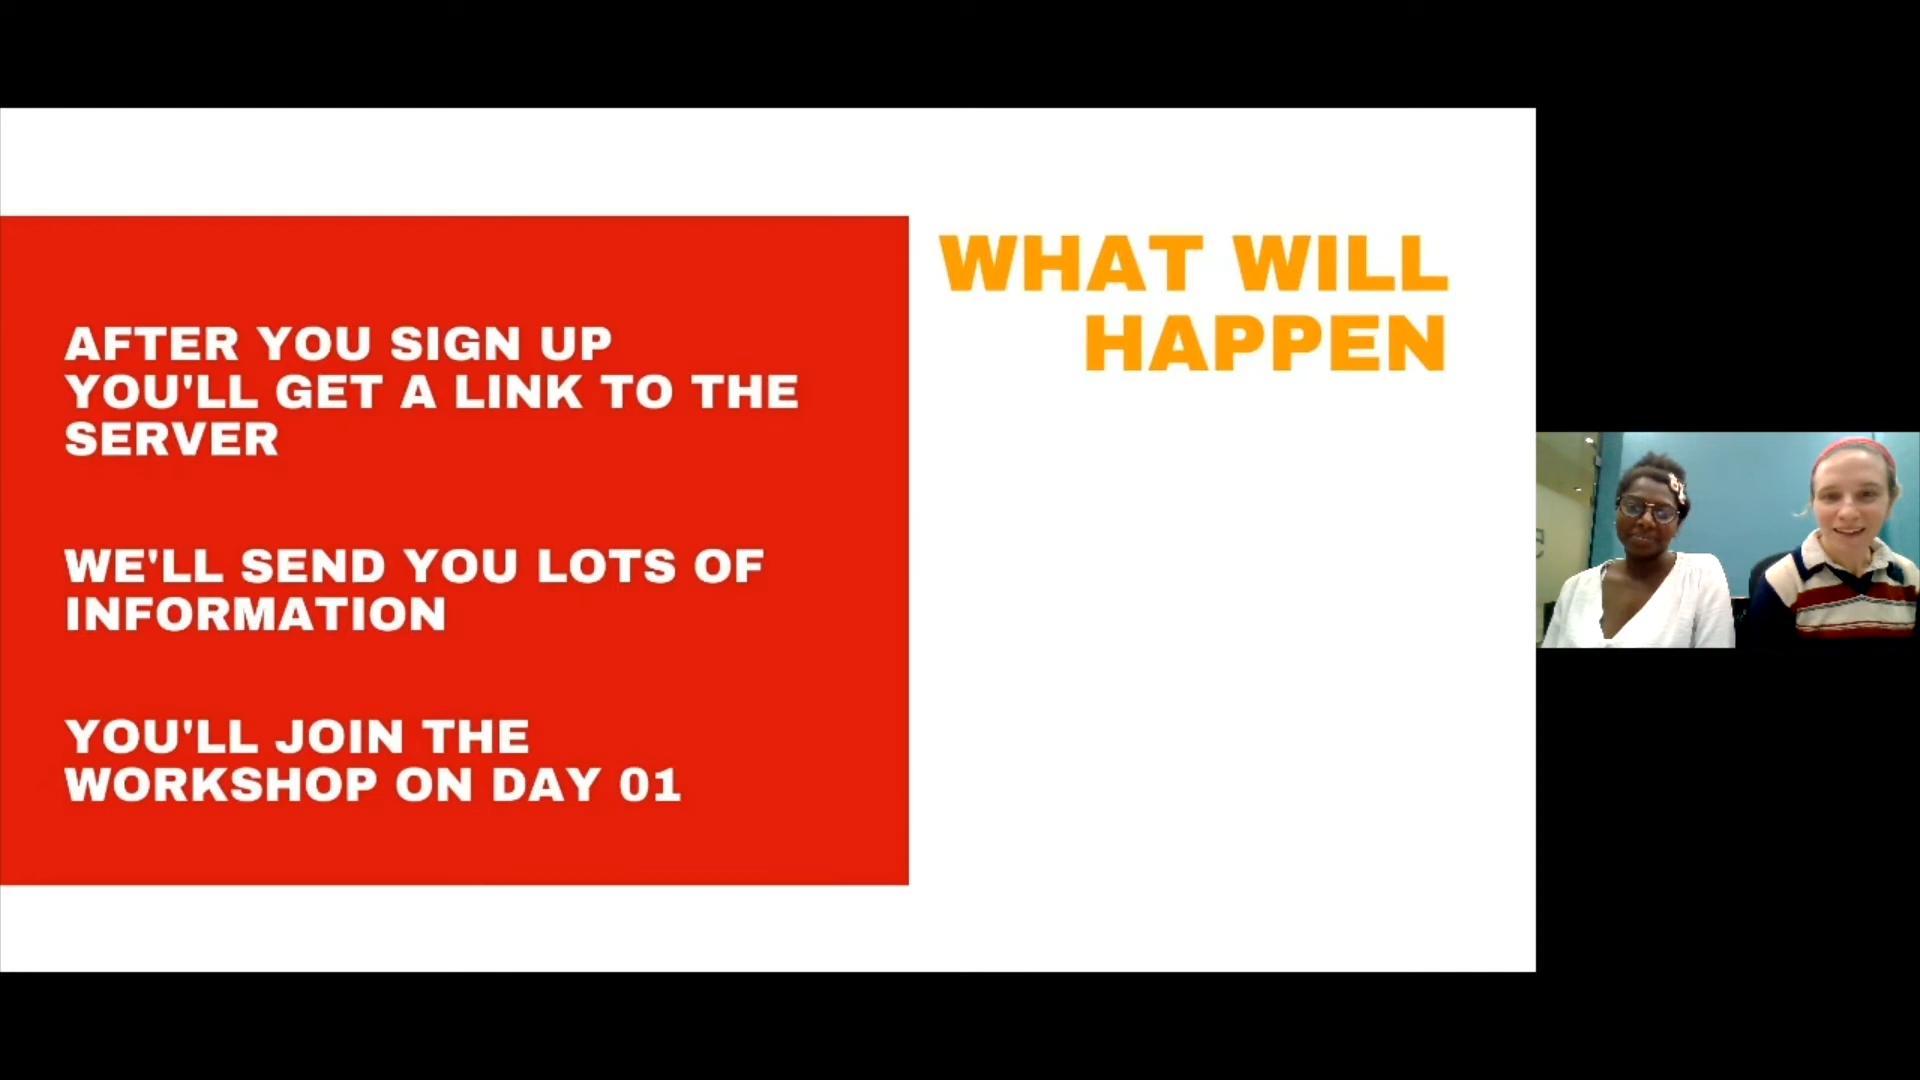 WHAT WILL
HAPPEN
AFTER YOU SIGN UP
YOU'LL GET A LINK TO THE
SERVER
WE'LL SEND YOU LOTS OF
INFORMATION
YOU'LL JOIN THE
WORKSHOP ON DAY 01